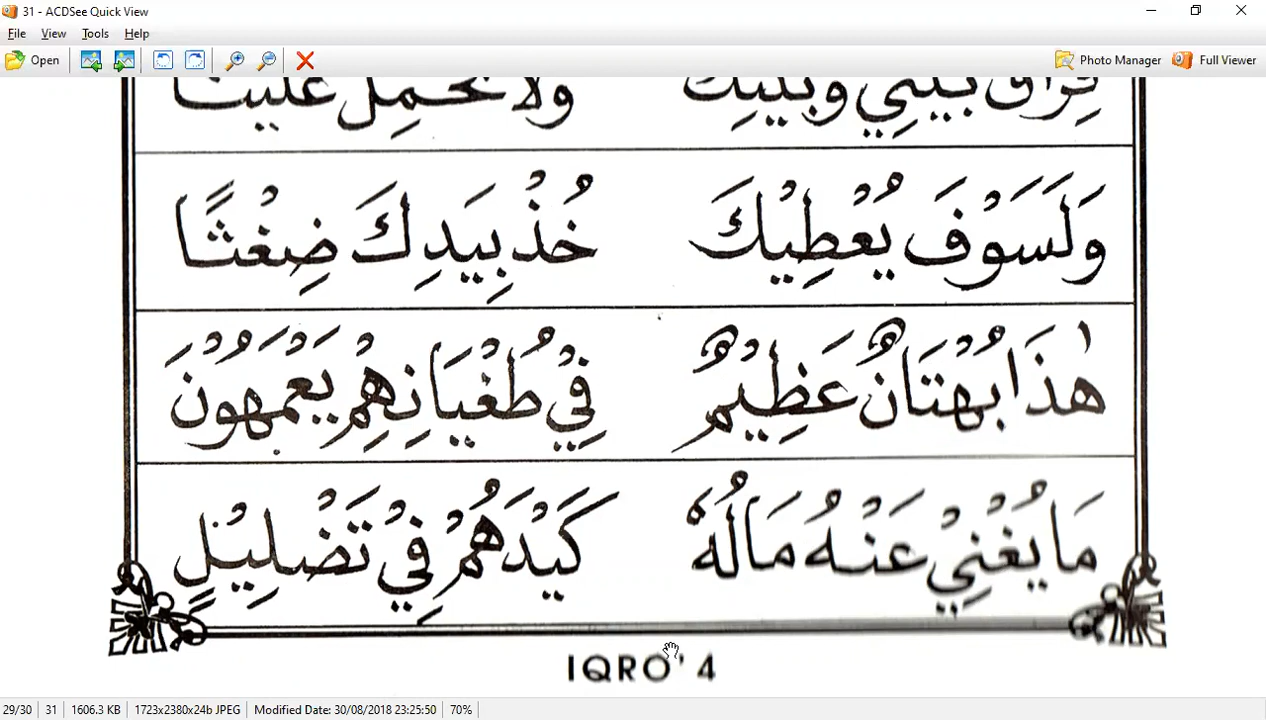 31 - ACDSee Quick View
File View Tools Help
Open Photo Manager Full Viewer
فِرَاقُ بَيْنِي وَبَيْنِكَ وَلَا تَحْمِلْ عَلَيْنَا
وَلَسَوْفَ يُعْطِيْكَ خُذْ بِيَدِكَ ضِغْثًا
هٰذَا بُهْتَانٌ عَظِيْمٌ فِيْ طُغْيَانِهِمْ يَعْمَهُوْنَ
مَا يُغْنِيْ عَنْهُ مَالُهُ كَيْدَهُمْ فِيْ تَضْلِيْلٍ
IQRO' 4
29/30 31 1606.3 KB 1723x2380x24b JPEG Modified Date: 30/08/2018 23:25:50 70%